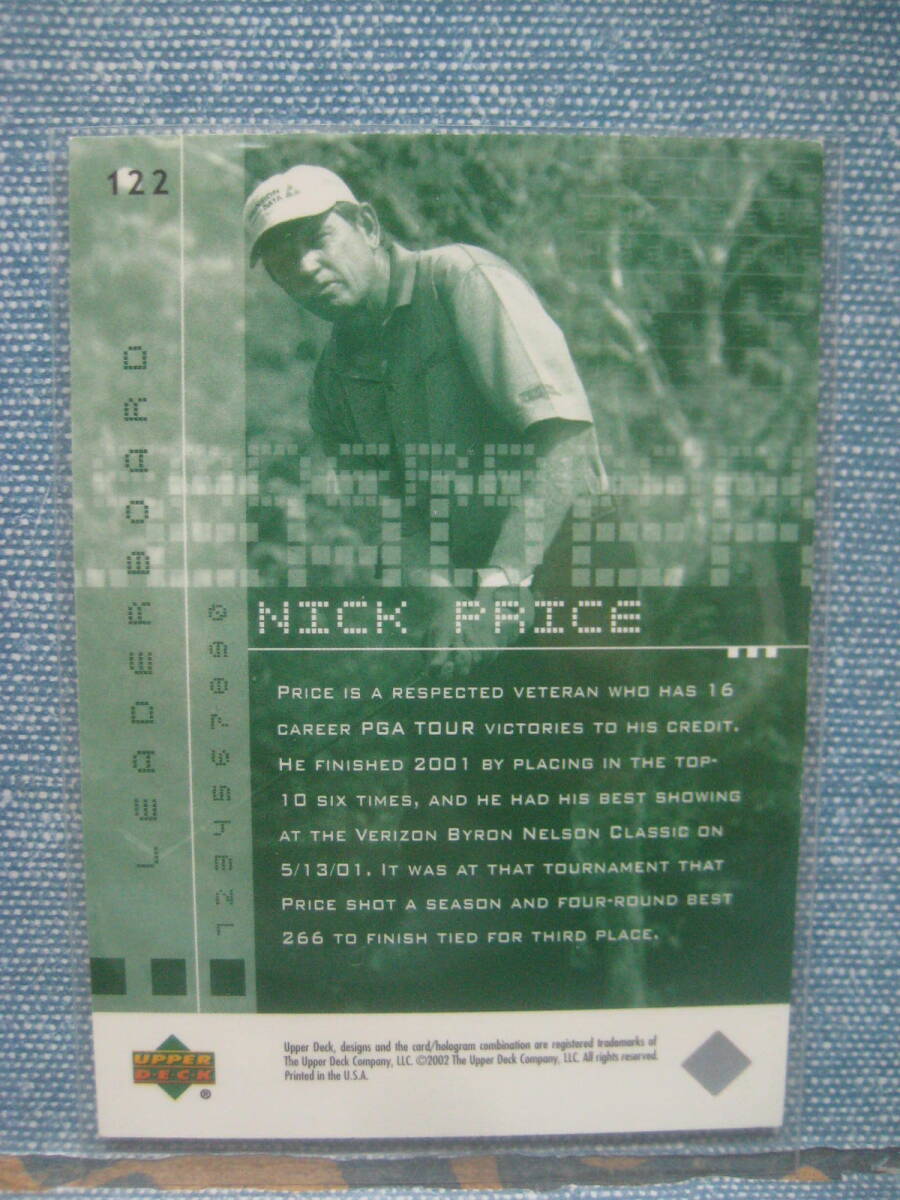 122
LEADERBOARD
1234567890
NICK PRICE
PRICE IS A RESPECTED VETERAN WHO HAS 16
CAREER PGA TOUR VICTORIES TO HIS CREDIT.
HE FINISHED 2001 BY PLACING IN THE TOP-
10 SIX TIMES, AND HE HAD HIS BEST SHOWING
AT THE VERIZON BYRON NELSON CLASSIC ON
5/13/01. IT WAS AT THAT TOURNAMENT THAT
PRICE SHOT A SEASON AND FOUR-ROUND BEST
266 TO FINISH TIED FOR THIRD PLACE.
UPPER
DECK
®
Upper Deck, designs and the card/hologram combination are registered trademarks of
The Upper Deck Company, LLC. ©2002 The Upper Deck Company, LLC. All rights reserved.
Printed in the U.S.A.